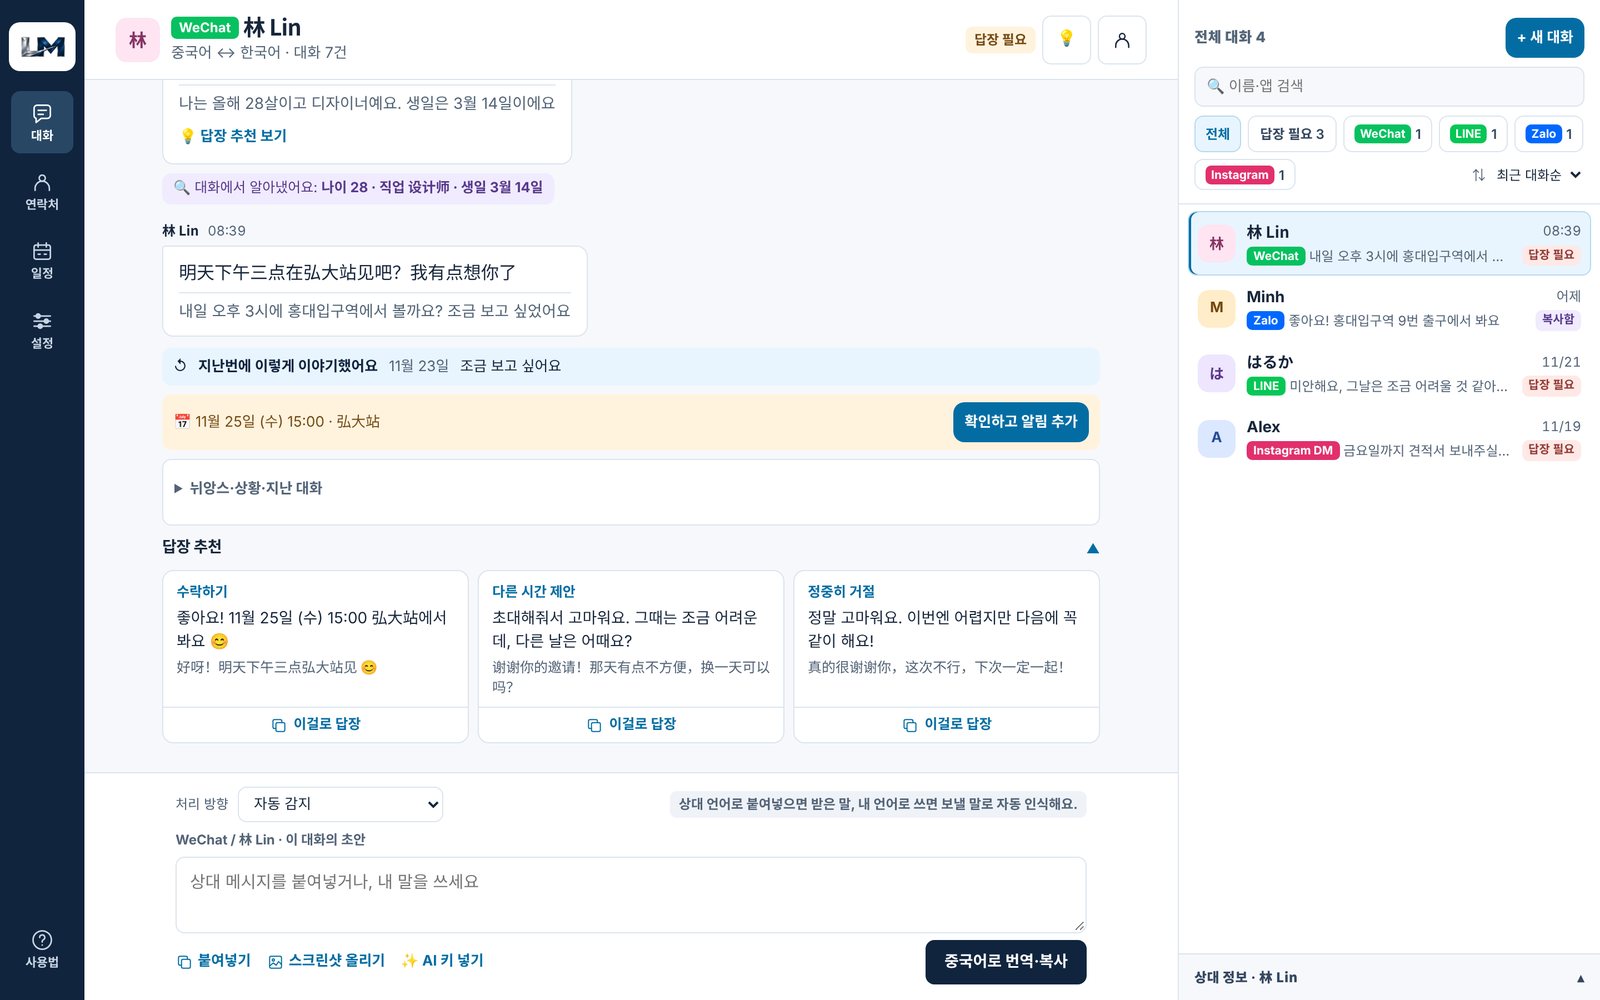 LM
대화
연락처
일정
설정
사용법
林
WeChat 林 Lin
중국어 ↔ 한국어 · 대화 7건
답장 필요
나는 올해 28살이고 디자이너예요. 생일은 3월 14일이에요
💡 답장 추천 보기
🔍 대화에서 알아냈어요: 나이 28 · 직업 设计师 · 생일 3월 14일
林 Lin 08:39
明天下午三点在弘大站见吧？我有点想你了
내일 오후 3시에 홍대입구역에서 볼까요? 조금 보고 싶었어요
지난번에 이렇게 이야기했어요 11월 23일 조금 보고 싶어요
📅 11월 25일 (수) 15:00 · 弘大站
확인하고 알림 추가
▶ 뉘앙스·상황·지난 대화
답장 추천 ▲
수락하기
좋아요! 11월 25일 (수) 15:00 弘大站에서
봐요 😊
好呀！明天下午三点弘大站见 😊
이걸로 답장
다른 시간 제안
초대해줘서 고마워요. 그때는 조금 어려운
데, 다른 날은 어때요?
谢谢你的邀请！那天有点不方便，换一天可以
吗？
이걸로 답장
정중히 거절
정말 고마워요. 이번엔 어렵지만 다음에 꼭
같이 해요!
真的很谢谢你，这次不行，下次一定一起！
이걸로 답장
처리 방향 자동 감지
상대 언어로 붙여넣으면 받은 말, 내 언어로 쓰면 보낼 말로 자동 인식해요.
WeChat / 林 Lin · 이 대화의 초안
상대 메시지를 붙여넣거나, 내 말을 쓰세요
붙여넣기 스크린샷 올리기 ✨ AI 키 넣기
중국어로 번역·복사
전체 대화 4
+ 새 대화
🔍 이름·앱 검색
전체 답장 필요 3 WeChat 1 LINE 1 Zalo 1
Instagram 1
최근 대화순
林
林 Lin 08:39
WeChat 내일 오후 3시에 홍대입구역에서 ... 답장 필요
M
Minh 어제
Zalo 좋아요! 홍대입구역 9번 출구에서 봐요 복사함
は
はるか 11/21
LINE 미안해요, 그날은 조금 어려울 것 같아... 답장 필요
A
Alex 11/19
Instagram DM 금요일까지 견적서 보내주실... 답장 필요
상대 정보 · 林 Lin ▲